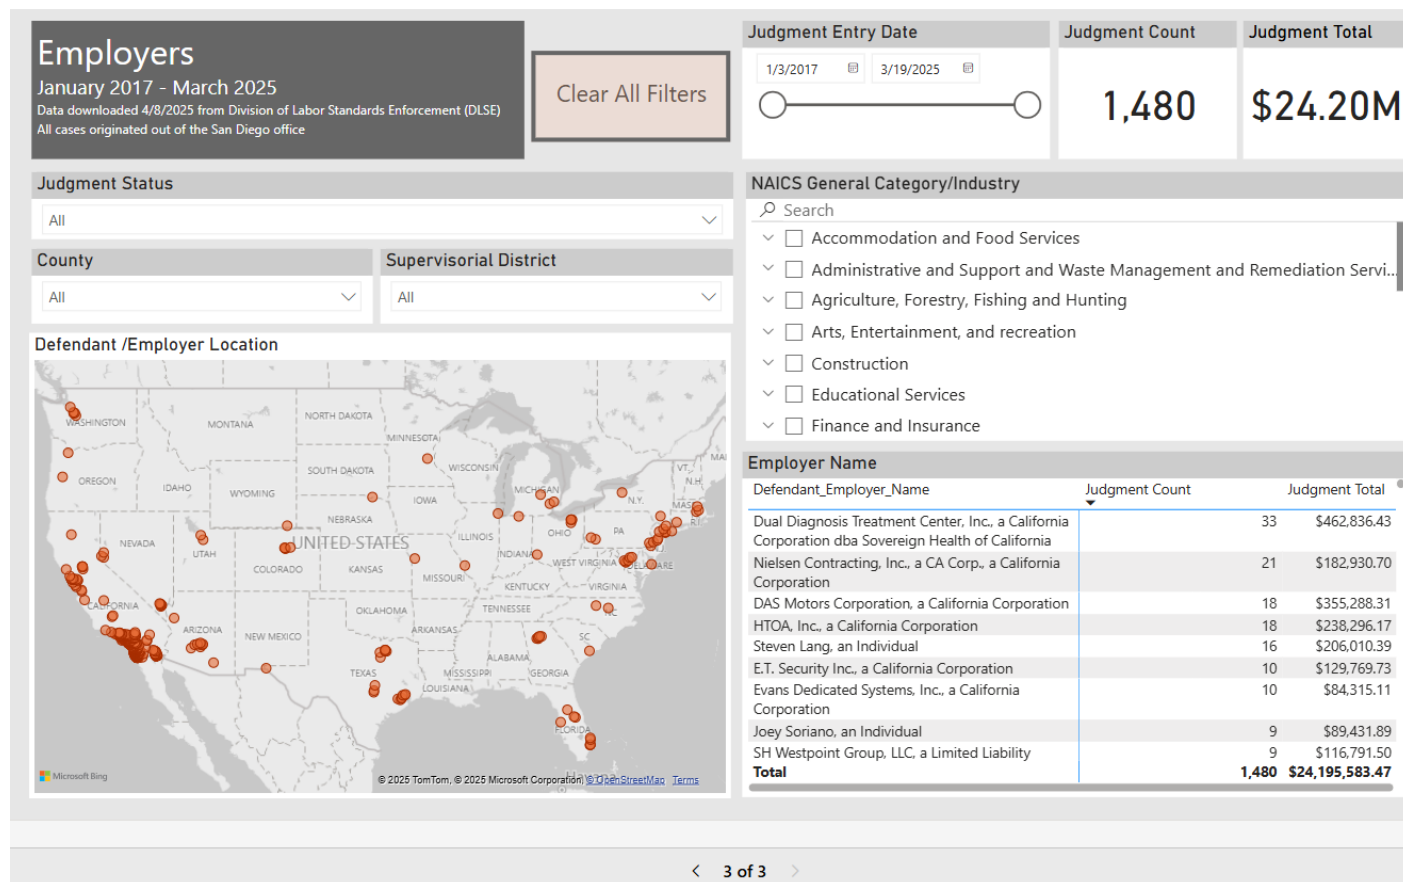 Employers
January 2017 - March 2025
Data downloaded 4/8/2025 from Division of Labor Standards Enforcement (DLSE)
All cases originated out of the San Diego office
Clear All Filters
Judgment Entry Date
1/3/2017
3/19/2025
Judgment Count
1,480
Judgment Total
$24.20M
Judgment Status
All
County
All
Supervisorial District
All
NAICS General Category/Industry
Search
Accommodation and Food Services
Administrative and Support and Waste Management and Remediation Servi...
Agriculture, Forestry, Fishing and Hunting
Arts, Entertainment, and recreation
Construction
Educational Services
Finance and Insurance
Defendant /Employer Location
WASHINGTON
MONTANA
NORTH DAKOTA
MINNESOTA
OREGON
IDAHO
WYOMING
SOUTH DAKOTA
WISCONSIN
MICHIGAN
N.Y.
VT.
N.H.
MA
MASS
R.I.
IOWA
NEBRASKA
NEVADA
UTAH
UNITED STATES
COLORADO
KANSAS
ILLINOIS
INDIANA
OHIO
PA
MISSOURI
WEST VIRGINIA
DELAWARE
KENTUCKY
VIRGINIA
CALIFORNIA
ARIZONA
NEW MEXICO
OKLAHOMA
ARKANSAS
TENNESSEE
NC
SC
TEXAS
MISSISSIPPI
ALABAMA
GEORGIA
LOUISIANA
FLORIDA
Havana
Microsoft Bing
© 2025 TomTom, © 2025 Microsoft Corporation, © OpenStreetMap Terms
Employer Name
Defendant_Employer_Name Judgment Count Judgment Total
Dual Diagnosis Treatment Center, Inc., a California 33 $462,836.43
Corporation dba Sovereign Health of California
Nielsen Contracting, Inc., a CA Corp., a California 21 $182,930.70
Corporation
DAS Motors Corporation, a California Corporation 18 $355,288.31
HTOA, Inc., a California Corporation 18 $238,296.17
Steven Lang, an Individual 16 $206,010.39
E.T. Security Inc., a California Corporation 10 $129,769.73
Evans Dedicated Systems, Inc., a California 10 $84,315.11
Corporation
Joey Soriano, an Individual 9 $89,431.89
SH Westpoint Group, LLC, a Limited Liability 9 $116,791.50
Total 1,480 $24,195,583.47
3 of 3